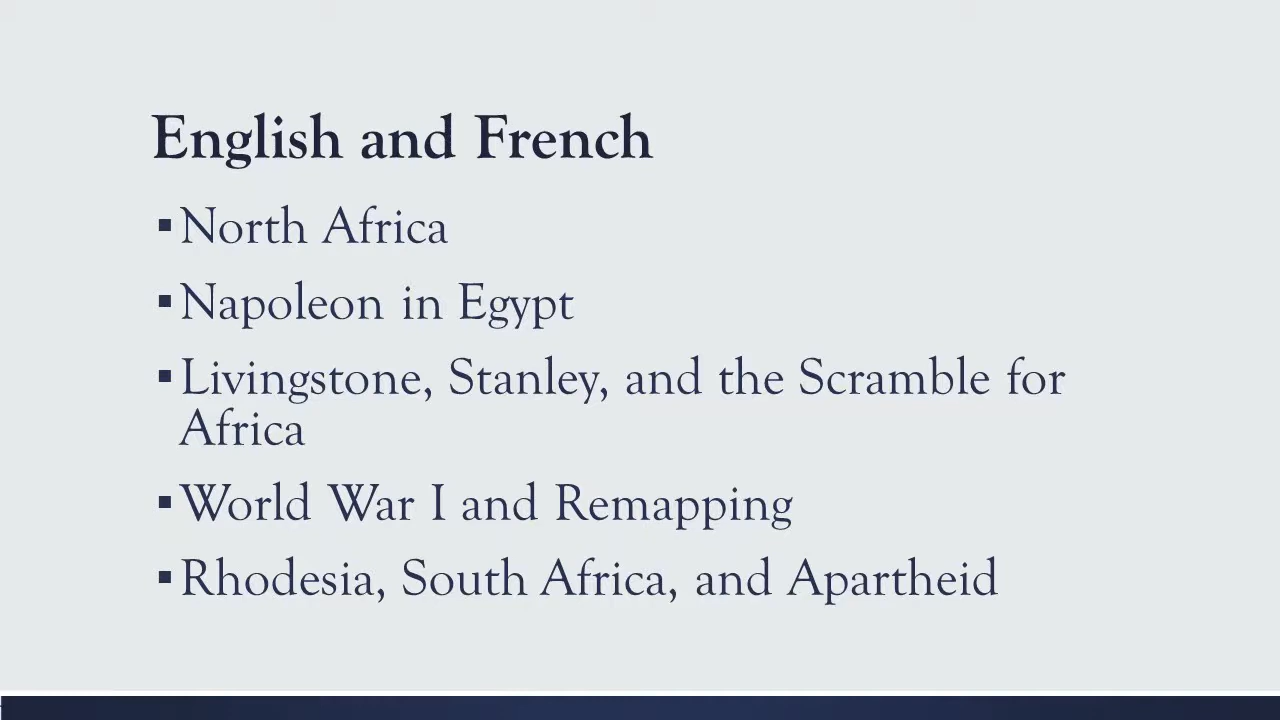 English and French
▪North Africa
▪Napoleon in Egypt
▪Livingstone, Stanley, and the Scramble for
Africa
▪World War I and Remapping
▪Rhodesia, South Africa, and Apartheid